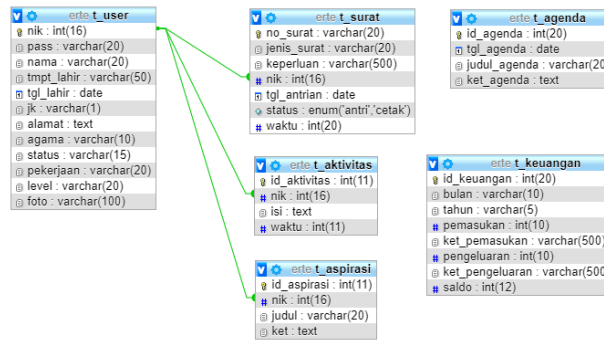 erte t_user
nik : int(16)
pass : varchar(20)
nama : varchar(20)
tmpt_lahir : varchar(50)
tgl_lahir : date
jk : varchar(1)
alamat : text
agama : varchar(10)
status : varchar(15)
pekerjaan : varchar(20)
level : varchar(20)
foto : varchar(100)
erte t_surat
no_surat : varchar(20)
jenis_surat : varchar(20)
keperluan : varchar(500)
# nik : int(16)
tgl_antrian : date
status : enum('antri','cetak')
# waktu : int(20)
erte t_aktivitas
id_aktivitas : int(11)
# nik : int(16)
isi : text
# waktu : int(11)
erte t_aspirasi
id_aspirasi : int(11)
# nik : int(16)
judul : varchar(20)
ket : text
erte t_agenda
id_agenda : int(20)
tgl_agenda : date
judul_agenda : varchar(20
ket_agenda : text
erte t_keuangan
id_keuangan : int(20)
bulan : varchar(10)
tahun : varchar(5)
# pemasukan : int(10)
ket_pemasukan : varchar(500)
# pengeluaran : int(10)
ket_pengeluaran : varchar(500
# saldo : int(12)